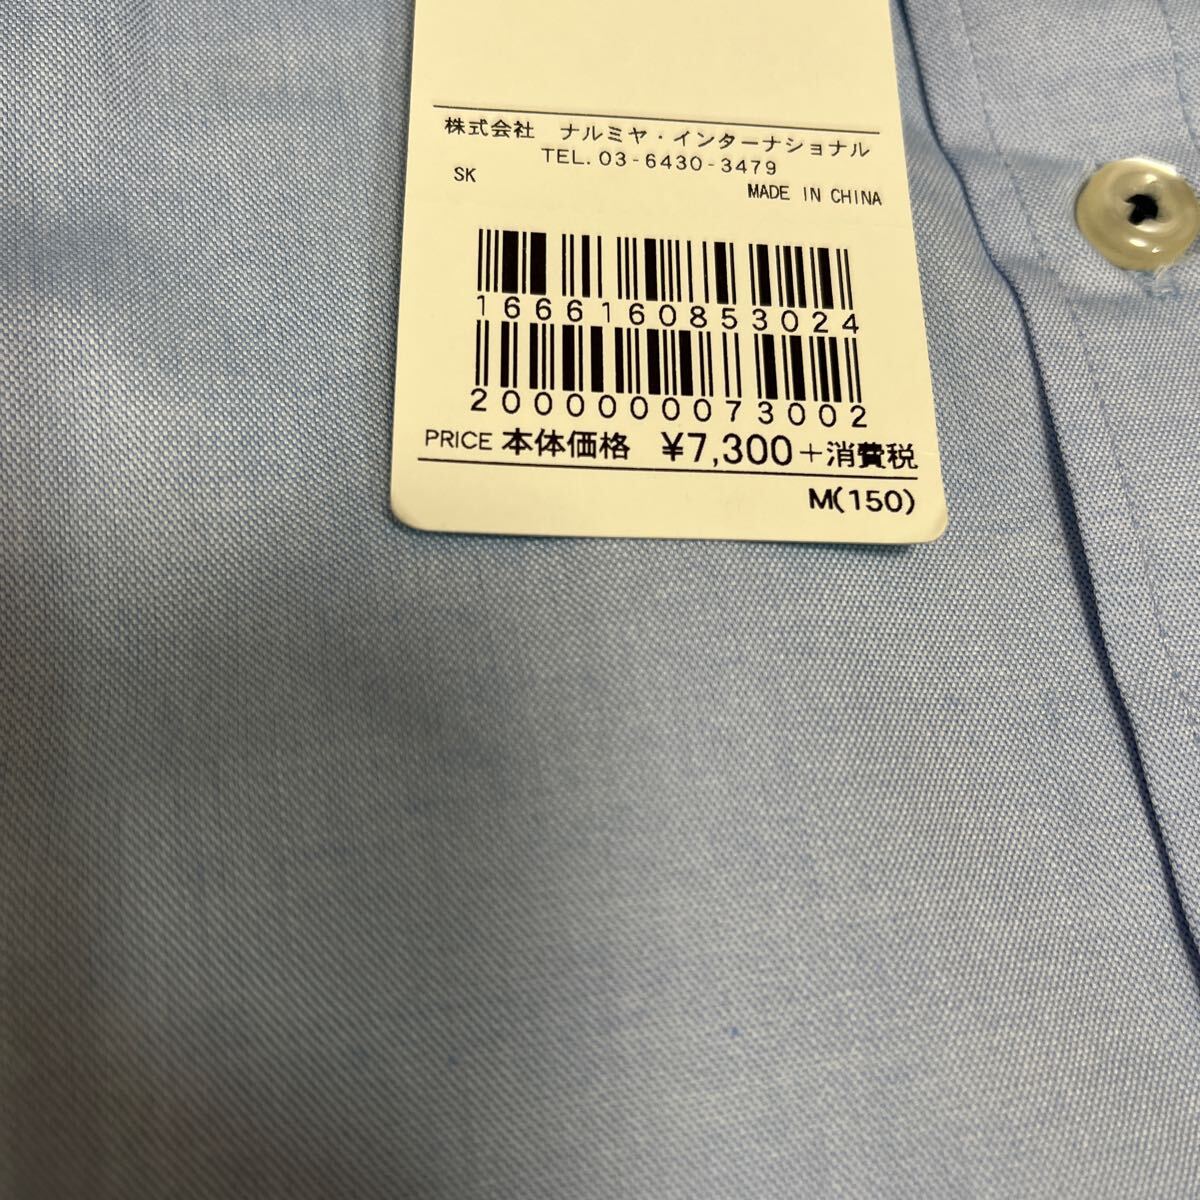 株式会社　ナルミヤ・インターナショナル
TEL. 03-6430-3479
SK
MADE IN CHINA
1666160853024
2000000073002
PRICE 本体価格 ¥7,300+消費税
M(150)